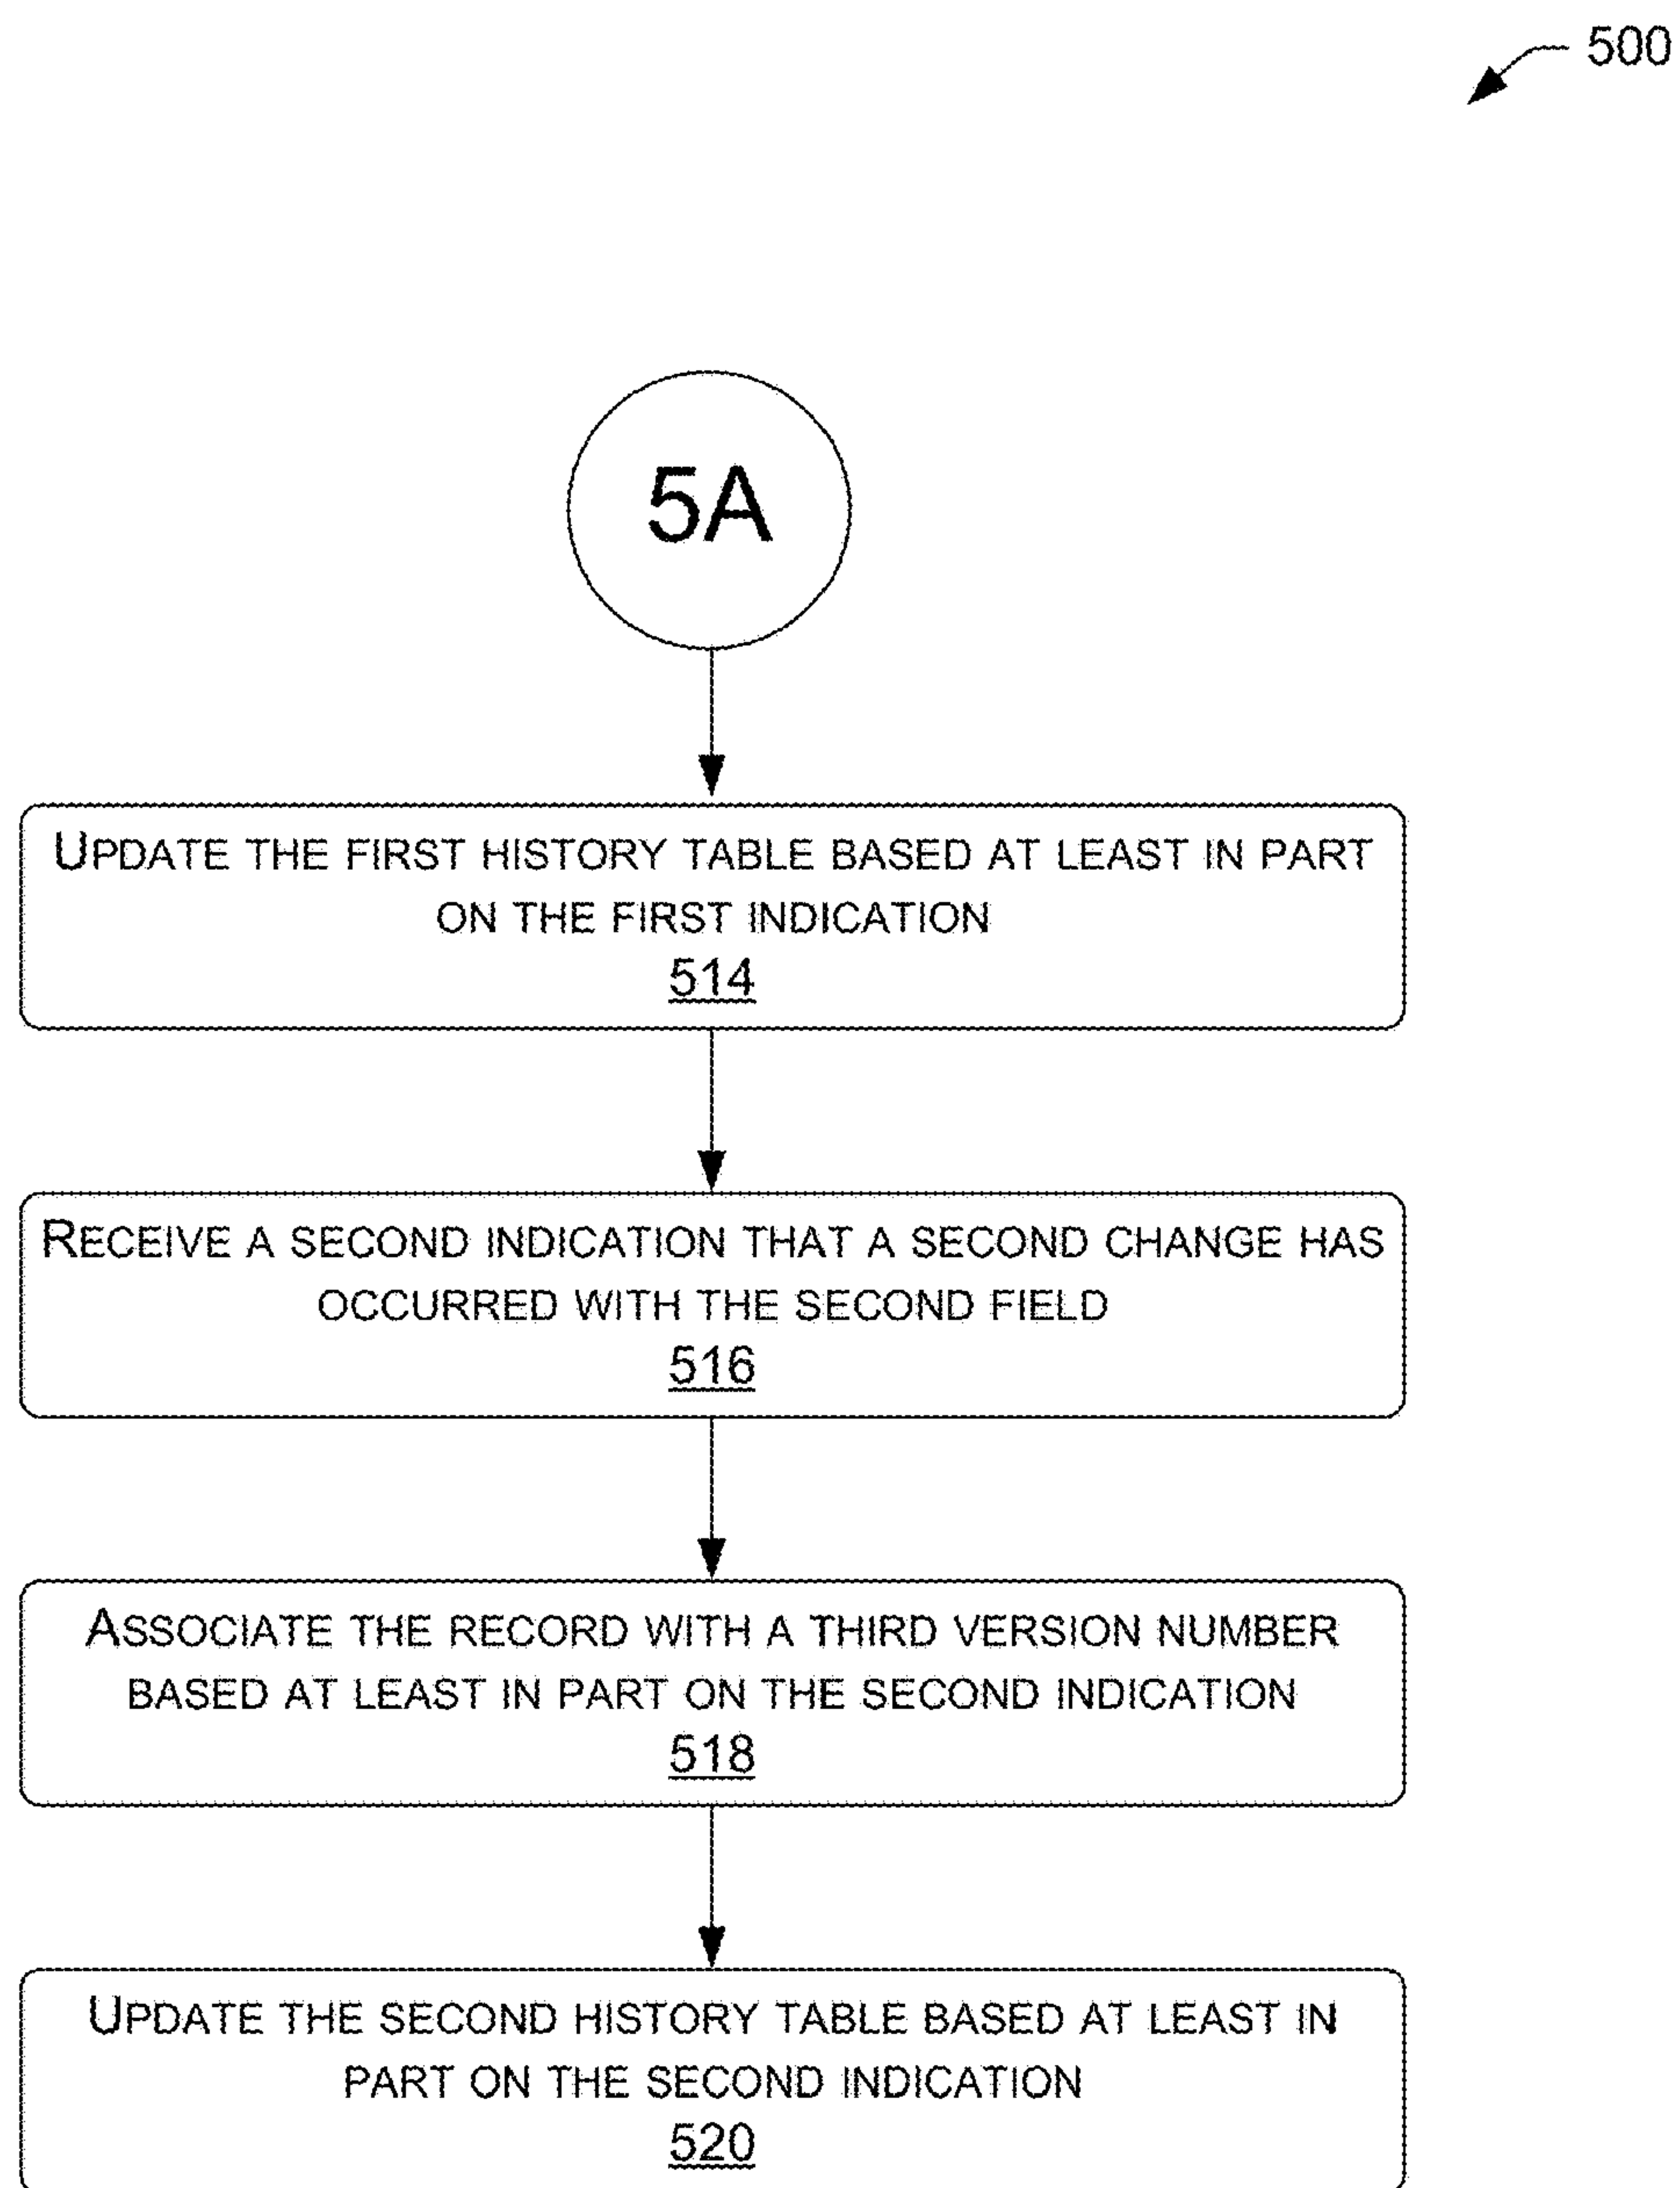 500
5A
UPDATE THE FIRST HISTORY TABLE BASED AT LEAST IN PART
ON THE FIRST INDICATION
514
RECEIVE A SECOND INDICATION THAT A SECOND CHANGE HAS
OCCURRED WITH THE SECOND FIELD
516
ASSOCIATE THE RECORD WITH A THIRD VERSION NUMBER
BASED AT LEAST IN PART ON THE SECOND INDICATION
518
UPDATE THE SECOND HISTORY TABLE BASED AT LEAST IN
PART ON THE SECOND INDICATION
520